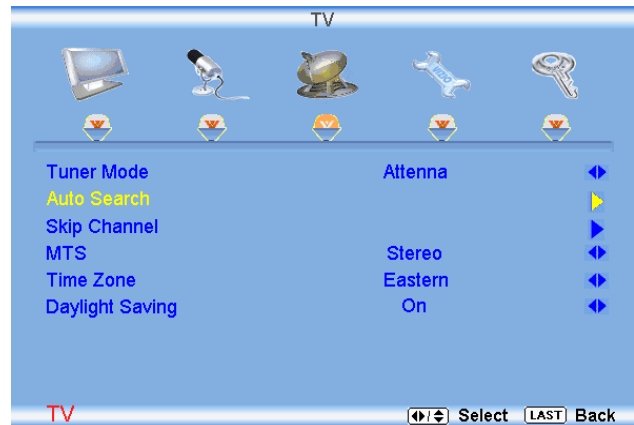 TV
Tuner Mode Attenna
Auto Search
Skip Channel
MTS Stereo
Time Zone Eastern
Daylight Saving On
TV Select LAST Back